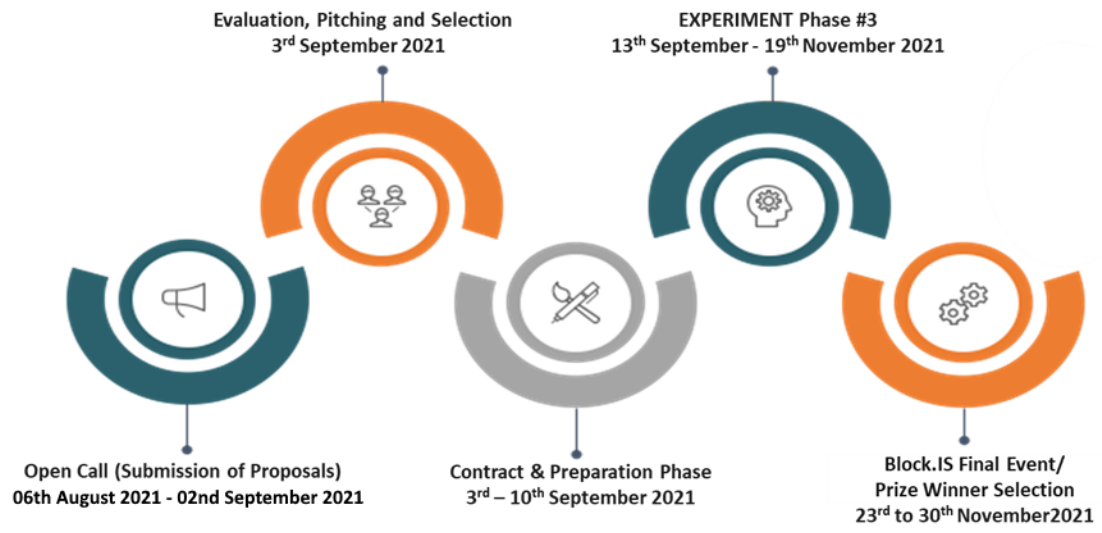 Evaluation, Pitching and Selection
3rd September 2021
EXPERIMENT Phase #3
13th September - 19th November 2021
Open Call (Submission of Proposals)
06th August 2021 - 02nd September 2021
Contract & Preparation Phase
3rd – 10th September 2021
Block.IS Final Event/
Prize Winner Selection
23rd to 30th November2021